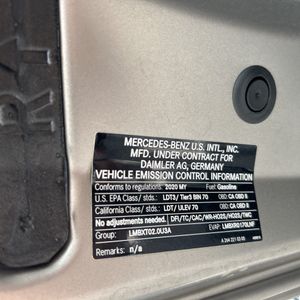 MERCEDES-BENZ U.S. INTL., INC.
MFD. UNDER CONTRACT FOR
DAIMLER AG, GERMANY
VEHICLE EMISSION CONTROL INFORMATION
Conforms to regulations: 2020 MY Fuel: Gasoline
U.S. EPA Class/ Stds.: LDT3/ Tier3 BIN 70 OBD: CA OBD II
California Class/ Stds.: LDT/ ULEV 70 OBD: CA OBD II
No adjustments needed. DFI/TC/CAC/WR-HO2S/HO2S/TWC
Group: LMBXT02.0U3A EVAP:
Remarks: n/a